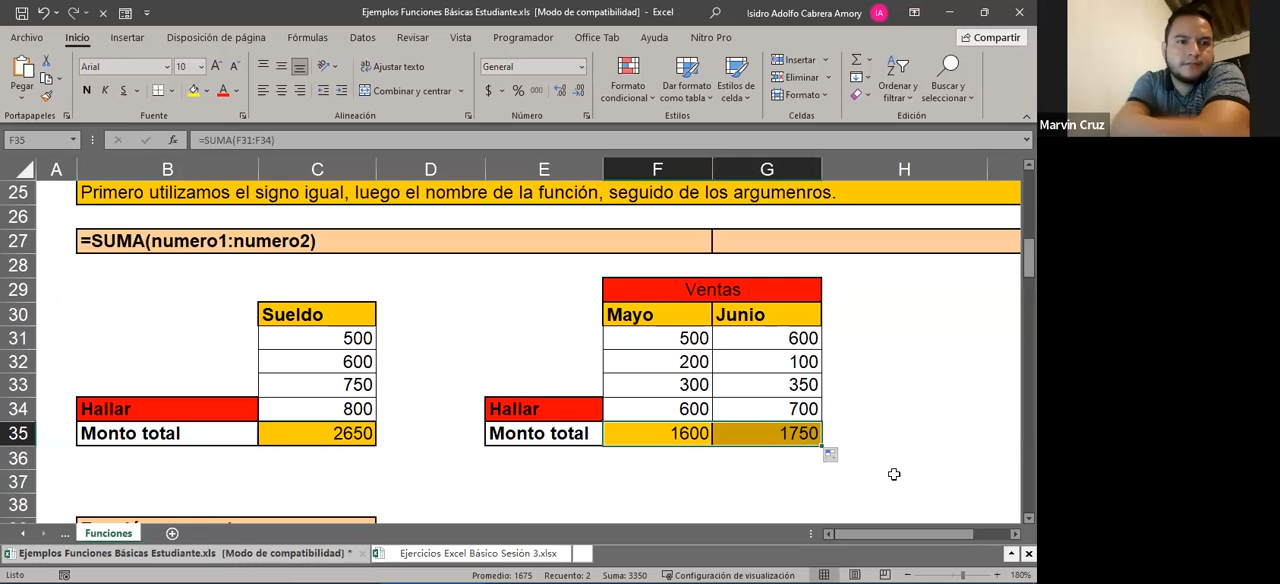 Ejemplos Funciones Básicas Estudiante.xls [Modo de compatibilidad] - Excel
Isidro Adolfo Cabrera Amory
IA
Archivo Inicio Insertar Disposición de página Fórmulas Datos Revisar Vista Programador Office Tab Ayuda Nitro Pro Compartir
Pegar
Arial 10 A A
N K S A
Ajustar texto
Combinar y centrar
General
$ % 000
Formato condicional
Dar formato como tabla
Estilos de celda
Insertar
Eliminar
Formato
Ordenar y filtrar
Buscar y seleccionar
Portapapeles Fuente Alineación Número Estilos Celdas Edición
F35 fx =SUMA(F31:F34)
A B C D E F G H
25 Primero utilizamos el signo igual, luego el nombre de la función, seguido de los argumenros.
26
27 =SUMA(numero1:numero2)
28
29 Ventas
30 Sueldo Mayo Junio
31 500 500 600
32 600 200 100
33 750 300 350
34 Hallar 800 Hallar 600 700
35 Monto total 2650 Monto total 1600 1750
36
37
38
... Funciones
Ejemplos Funciones Básicas Estudiante.xls [Modo de compatibilidad] * Ejercicios Excel Básico Sesión 3.xlsx
Listo Promedio: 1675 Recuento: 2 Suma: 3350 Configuración de visualización 180%
Marvin Cruz